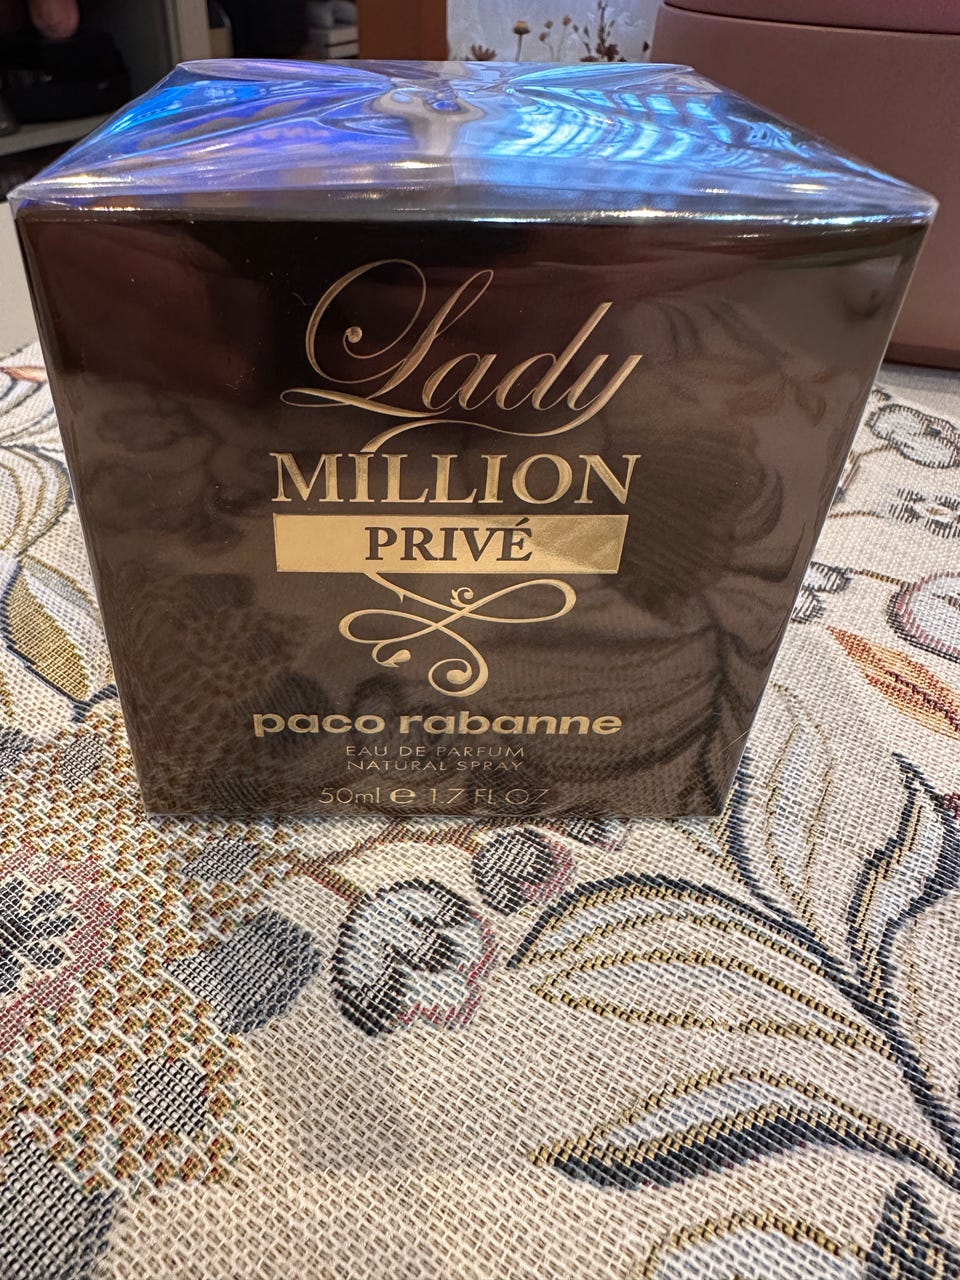 Lady
MILLION
PRIVÉ
paco rabanne
EAU DE PARFUM
NATURAL SPRAY
50ml ℮ 1.7 FL OZ